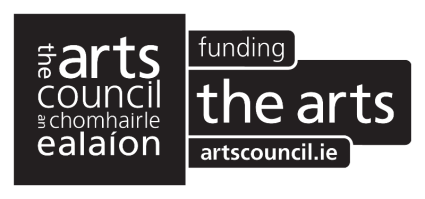 the arts
council
an chomhairle
ealaíon
funding
the arts
artscouncil.ie